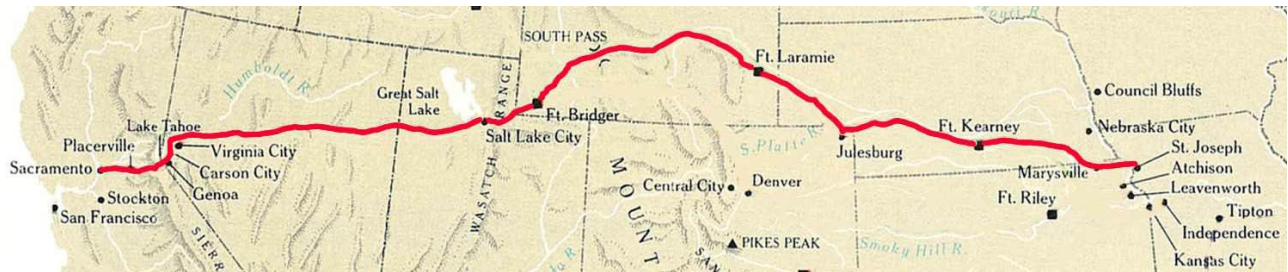 SOUTH PASS
Ft. Laramie
Humboldt R.
Great Salt
Lake
RANGE
WASATCH
Ft. Bridger
Council Bluffs
Lake Tahoe
Salt Lake City
Ft. Kearney
Nebraska City
Placerville
Virginia City
S. Platte R.
Julesburg
St. Joseph
Sacramento
Carson City
Marysville
Atchison
Genoa
MOUNT
Central City
Denver
Leavenworth
Stockton
Ft. Riley
San Francisco
Tipton
Independence
SIERR
PIKES PEAK
Smoky Hill R.
Kansas City
SAN